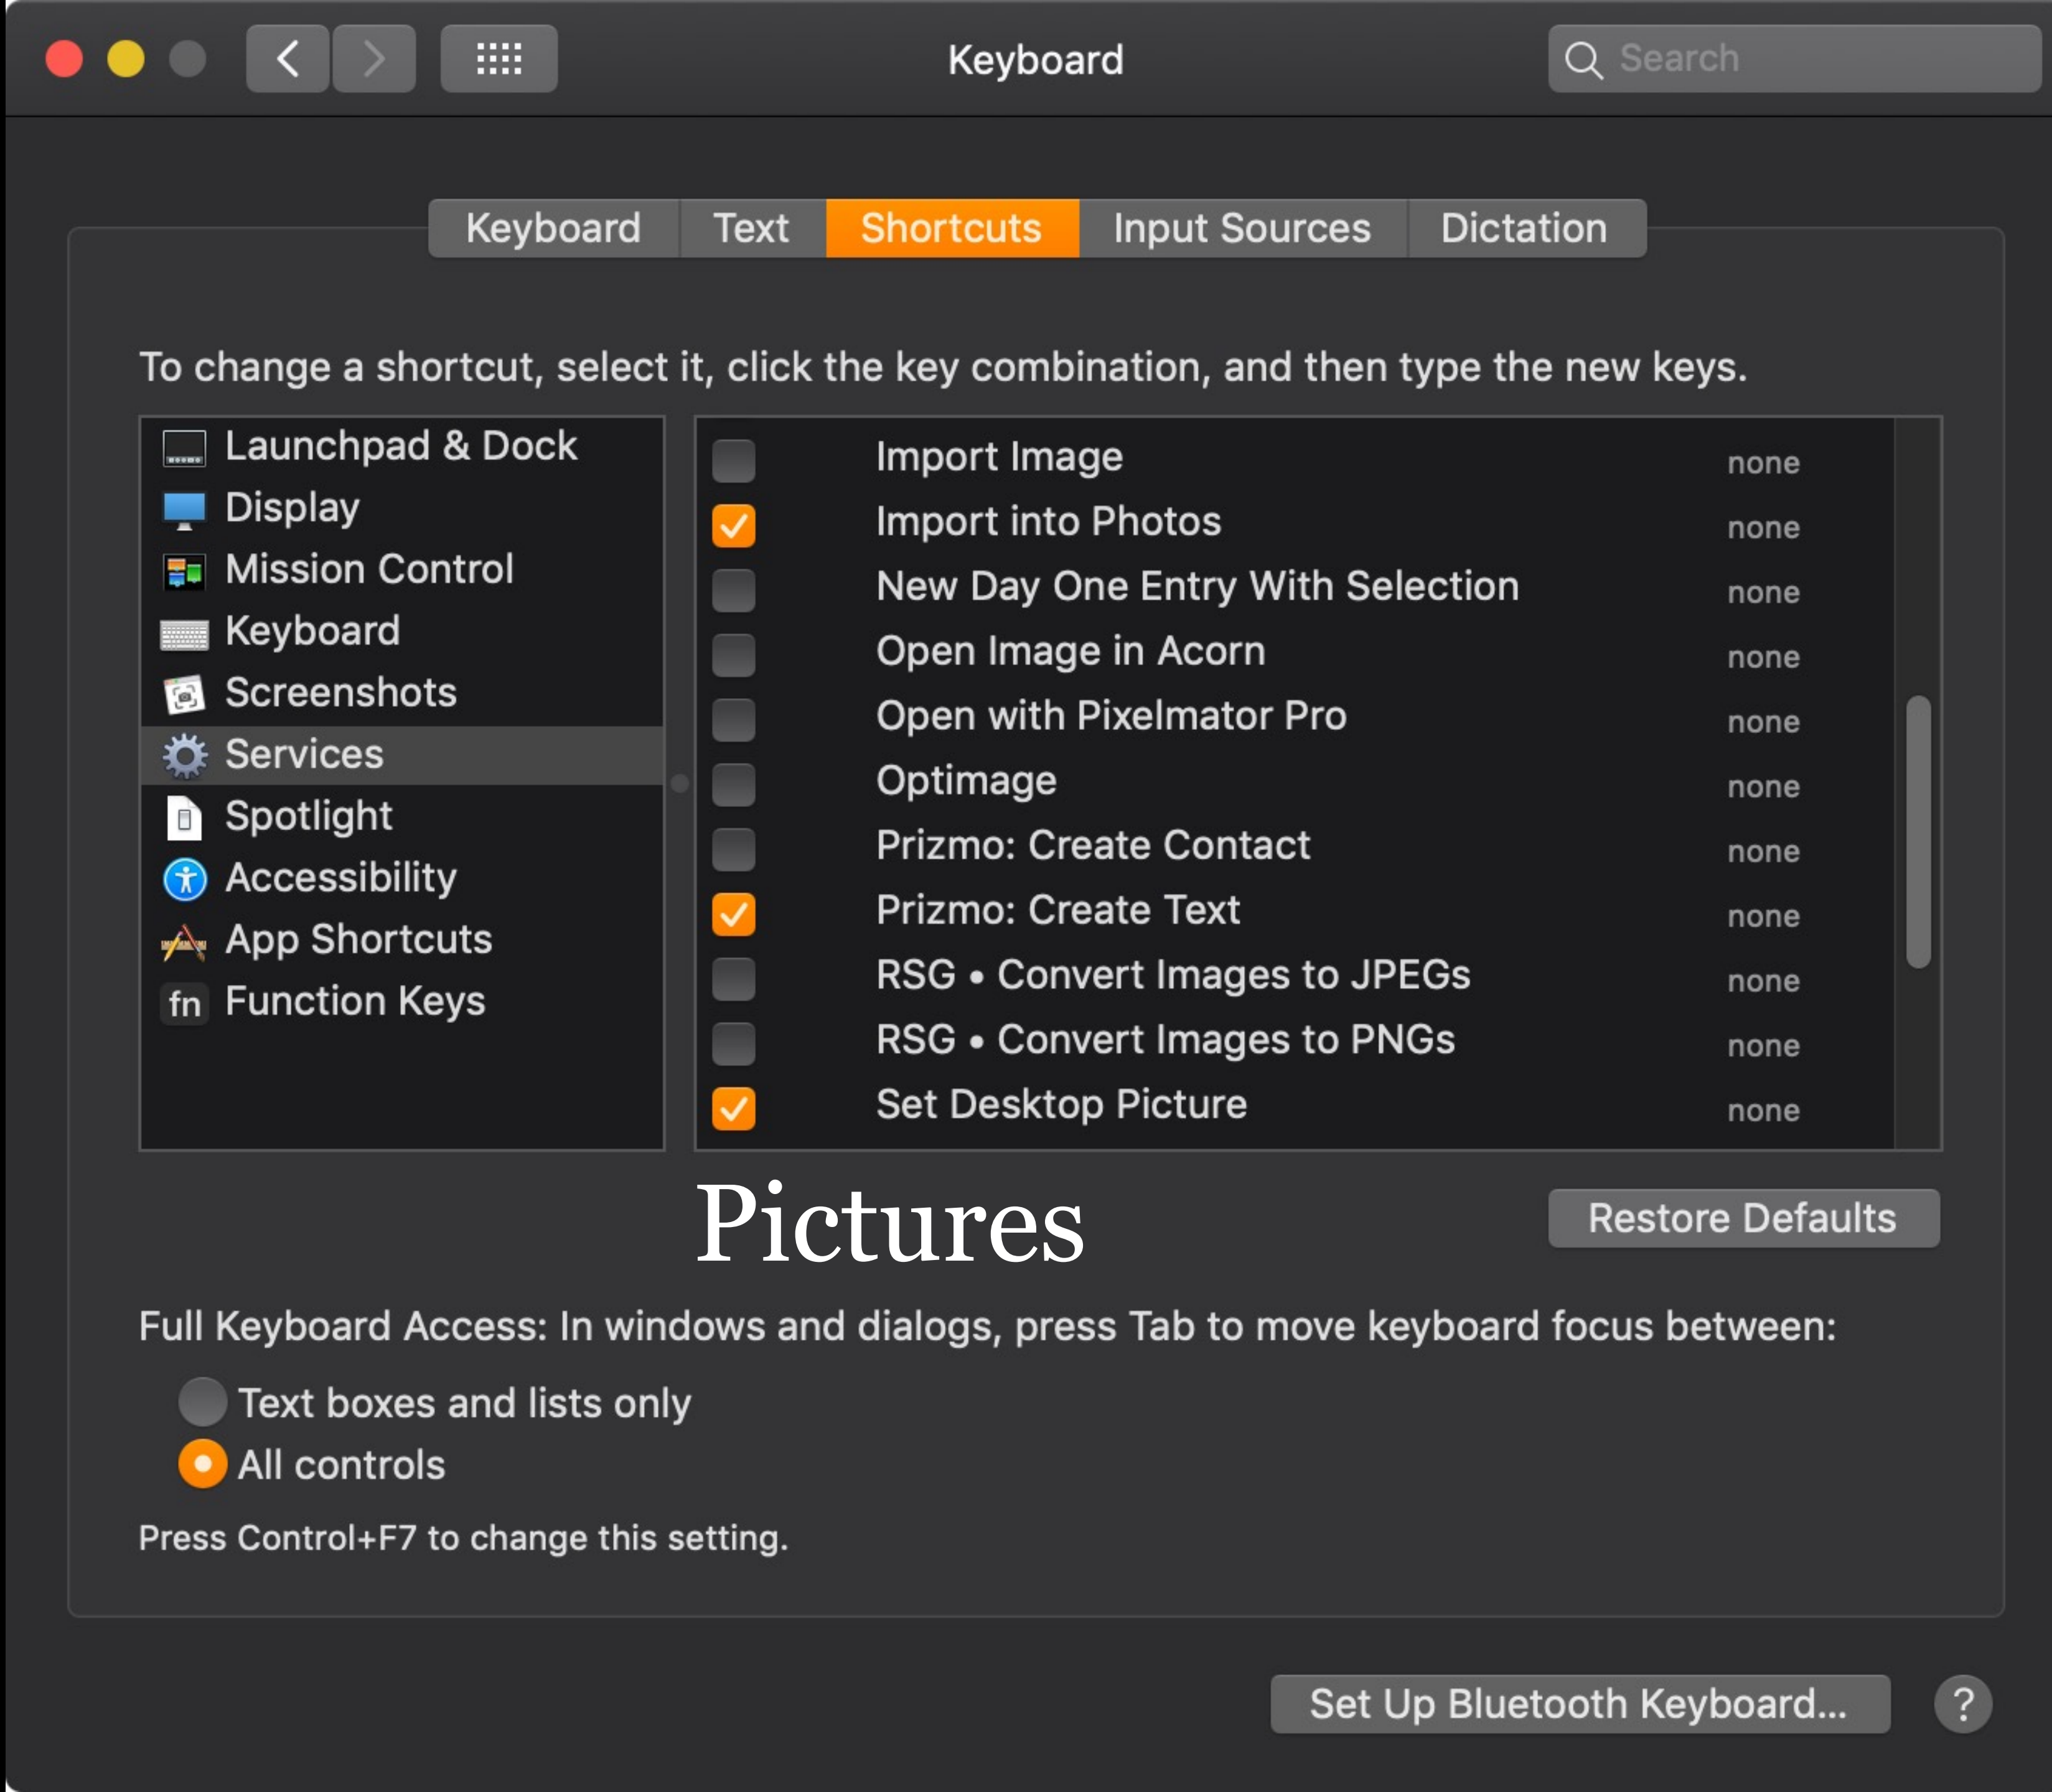 Keyboard
Search
Keyboard Text Shortcuts Input Sources Dictation
To change a shortcut, select it, click the key combination, and then type the new keys.
Launchpad & Dock
Display
Mission Control
Keyboard
Screenshots
Services
Spotlight
Accessibility
App Shortcuts
fn Function Keys
Import Image none
Import into Photos none
New Day One Entry With Selection none
Open Image in Acorn none
Open with Pixelmator Pro none
Optimage none
Prizmo: Create Contact none
Prizmo: Create Text none
RSG • Convert Images to JPEGs none
RSG • Convert Images to PNGs none
Set Desktop Picture none
Pictures
Restore Defaults
Full Keyboard Access: In windows and dialogs, press Tab to move keyboard focus between:
Text boxes and lists only
All controls
Press Control+F7 to change this setting.
Set Up Bluetooth Keyboard... ?